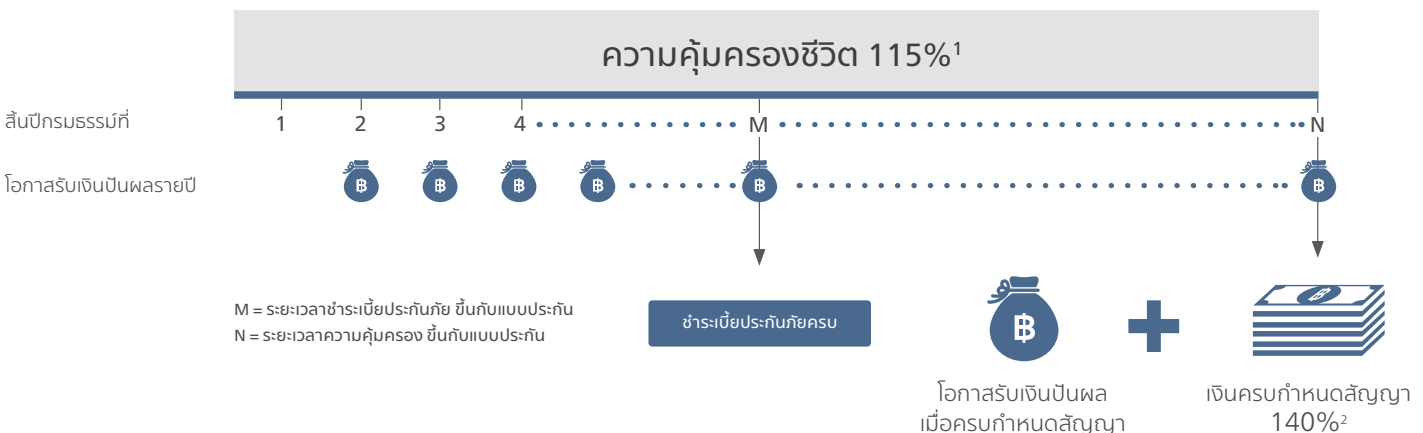 ความคุ้มครองชีวิต 115%¹
สิ้นปีกรมธรรม์ที่ 1 2 3 4 M N
โอกาสรับเงินปันผลรายปี ฿ ฿ ฿ ฿ ฿ ฿
M = ระยะเวลาชำระเบี้ยประกันภัย ขึ้นกับแบบประกัน
N = ระยะเวลาความคุ้มครอง ขึ้นกับแบบประกัน
ชำระเบี้ยประกันภัยครบ
฿
฿
โอกาสรับเงินปันผล
เมื่อครบกำหนดสัญญา
เงินครบกำหนดสัญญา
140%²